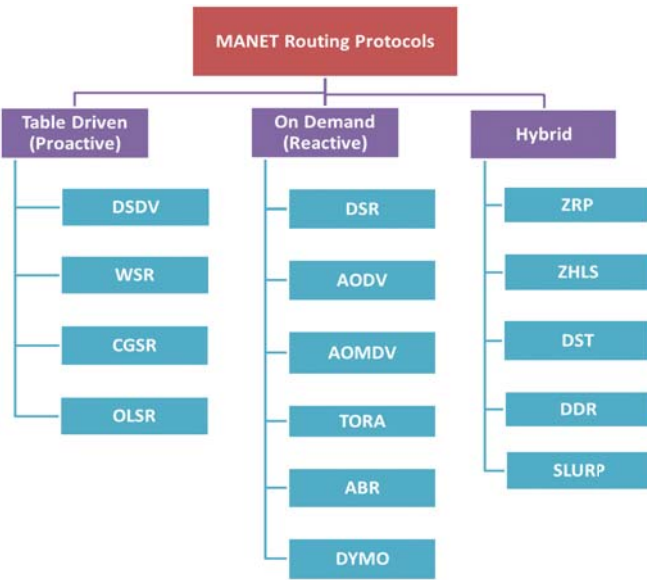 MANET Routing Protocols
Table Driven
(Proactive)
DSDV
WSR
CGSR
OLSR
On Demand
(Reactive)
DSR
AODV
AOMDV
TORA
ABR
DYMO
Hybrid
ZRP
ZHLS
DST
DDR
SLURP